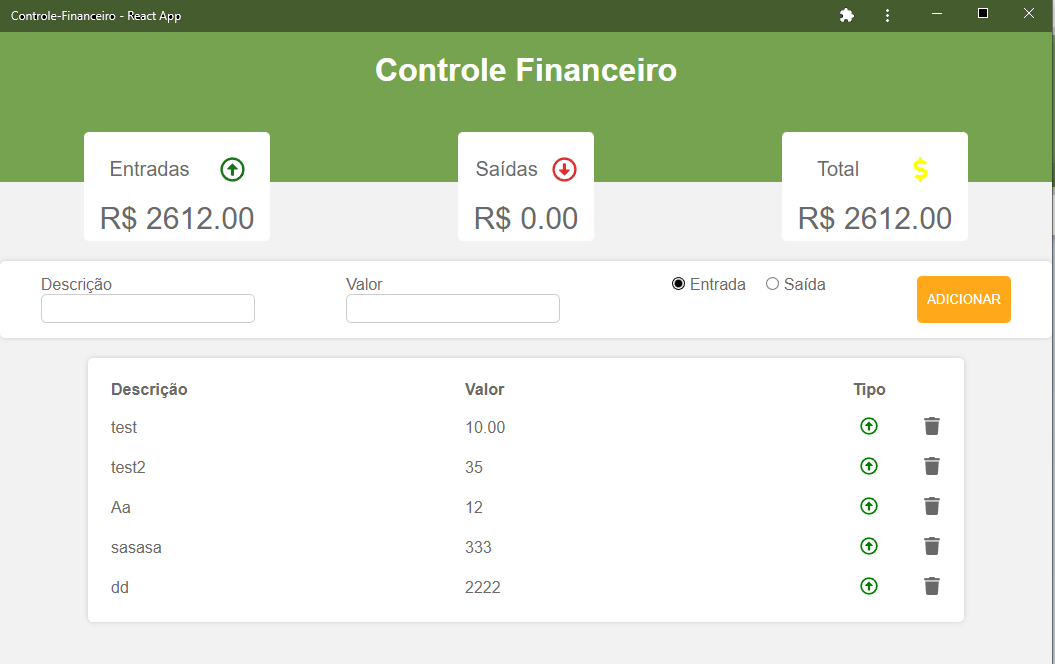 Controle-Financeiro - React App
Controle Financeiro
Entradas
R$ 2612.00
Saídas
R$ 0.00
Total
R$ 2612.00
Descrição
Valor
Entrada
Saída
ADICIONAR
Descrição Valor Tipo
test 10.00
test2 35
Aa 12
sasasa 333
dd 2222